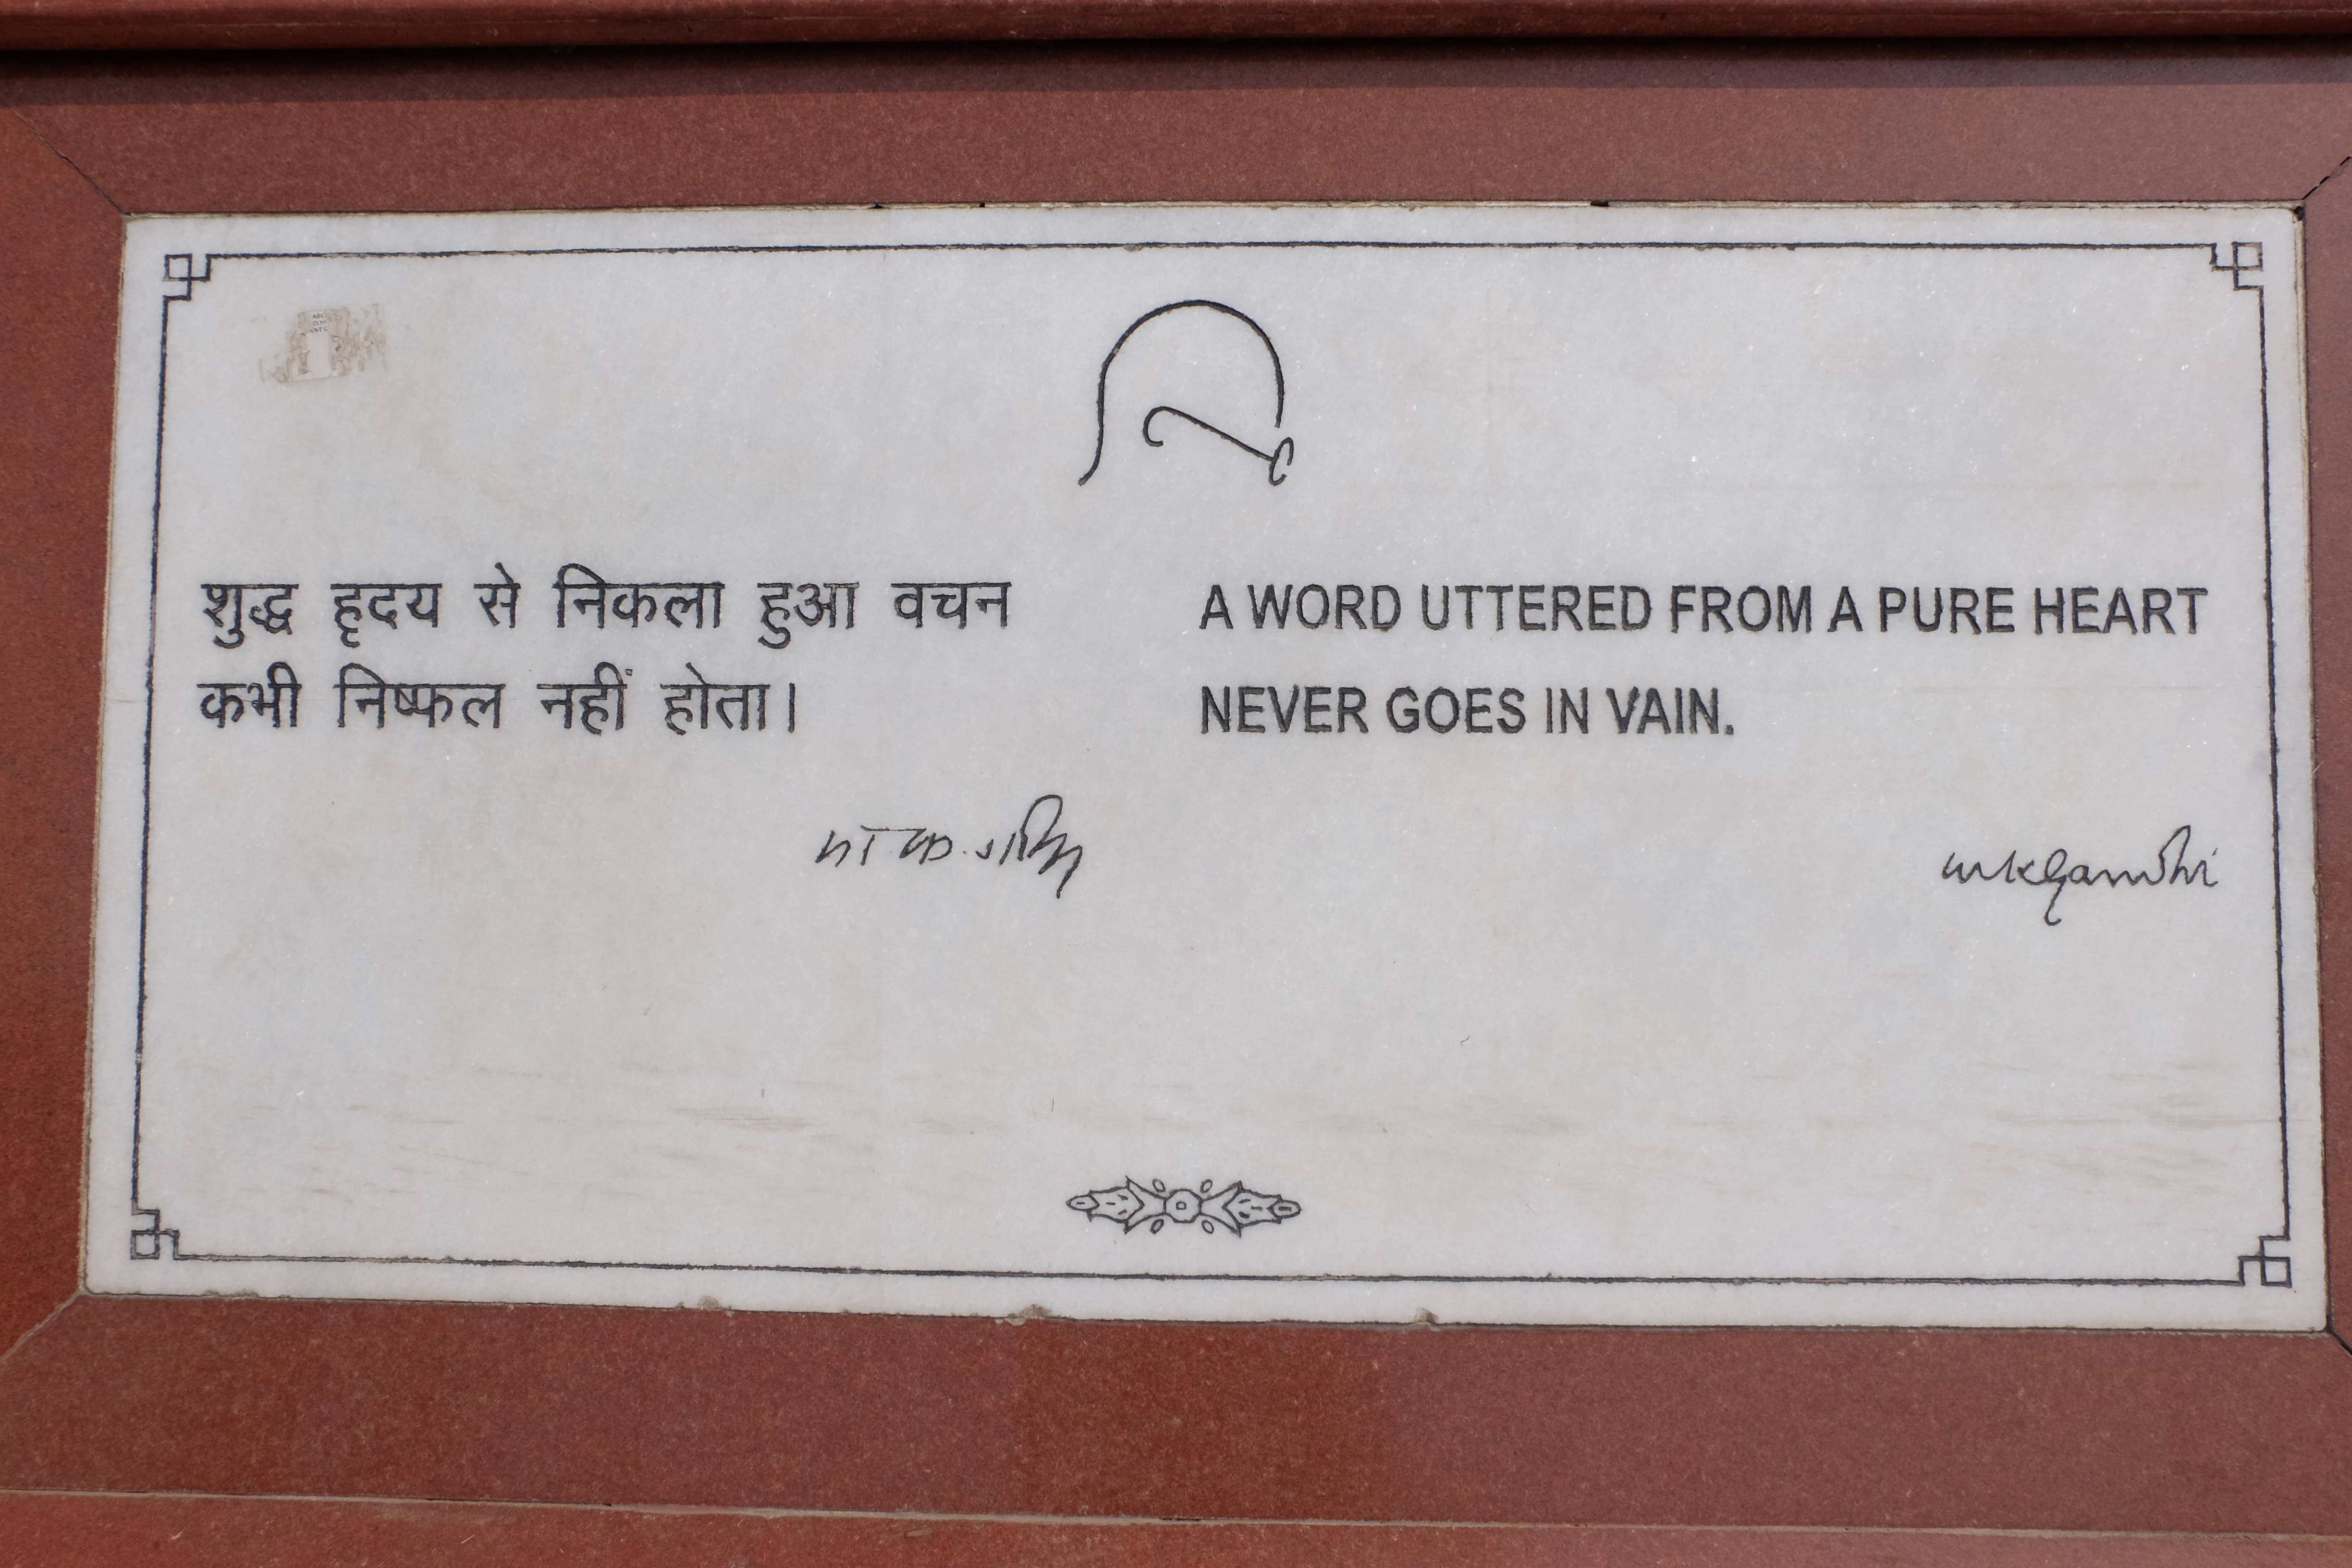 शुद्ध हृदय से निकला हुआ वचन
कभी निष्फल नहीं होता।
मो क गांधी
A WORD UTTERED FROM A PURE HEART
NEVER GOES IN VAIN.
mkgandhi